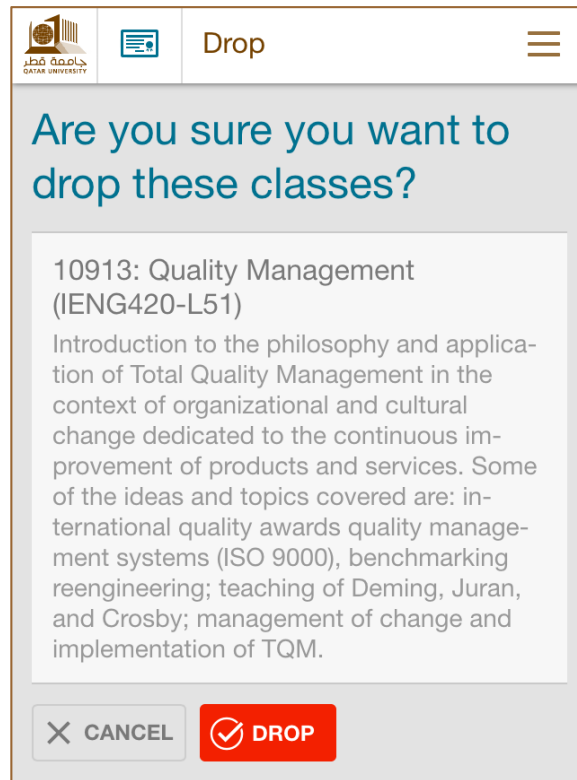 جامعة قطر
QATAR UNIVERSITY
Drop
Are you sure you want to
drop these classes?
10913: Quality Management
(IENG420-L51)
Introduction to the philosophy and applica-
tion of Total Quality Management in the
context of organizational and cultural
change dedicated to the continuous im-
provement of products and services. Some
of the ideas and topics covered are: in-
ternational quality awards quality manage-
ment systems (ISO 9000), benchmarking
reengineering; teaching of Deming, Juran,
and Crosby; management of change and
implementation of TQM.
CANCEL
DROP